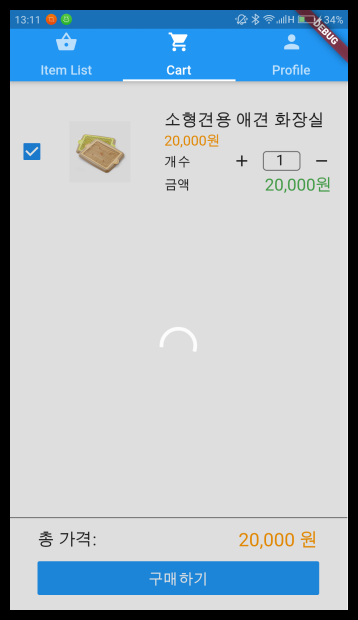 13:11 H 34%
DEBUG
Item List Cart Profile
소형견용 애견 화장실
20,000원
개수 + 1 −
금액 20,000원
총 가격: 20,000 원
구매하기